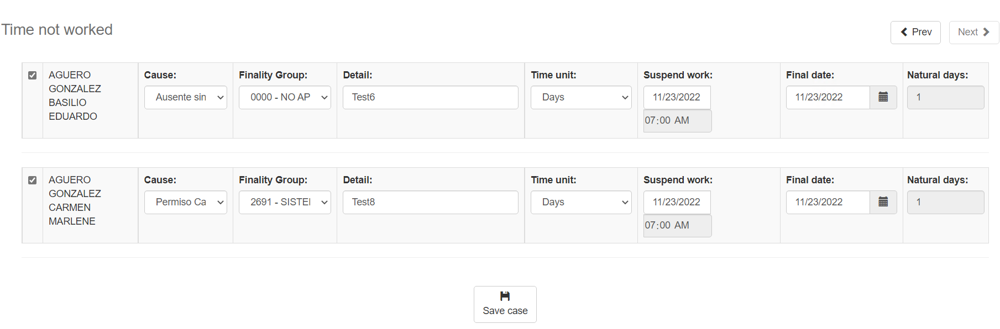 Time not worked
Prev
Next
AGUERO
GONZALEZ
BASILIO
EDUARDO
Cause:
Ausente sin
Finality Group:
0000 - NO AP
Detail:
Test6
Time unit:
Days
Suspend work:
11/23/2022
07:00 AM
Final date:
11/23/2022
Natural days:
1
AGUERO
GONZALEZ
CARMEN
MARLENE
Cause:
Permiso Ca
Finality Group:
2691 - SISTEI
Detail:
Test8
Time unit:
Days
Suspend work:
11/23/2022
07:00 AM
Final date:
11/23/2022
Natural days:
1
Save case